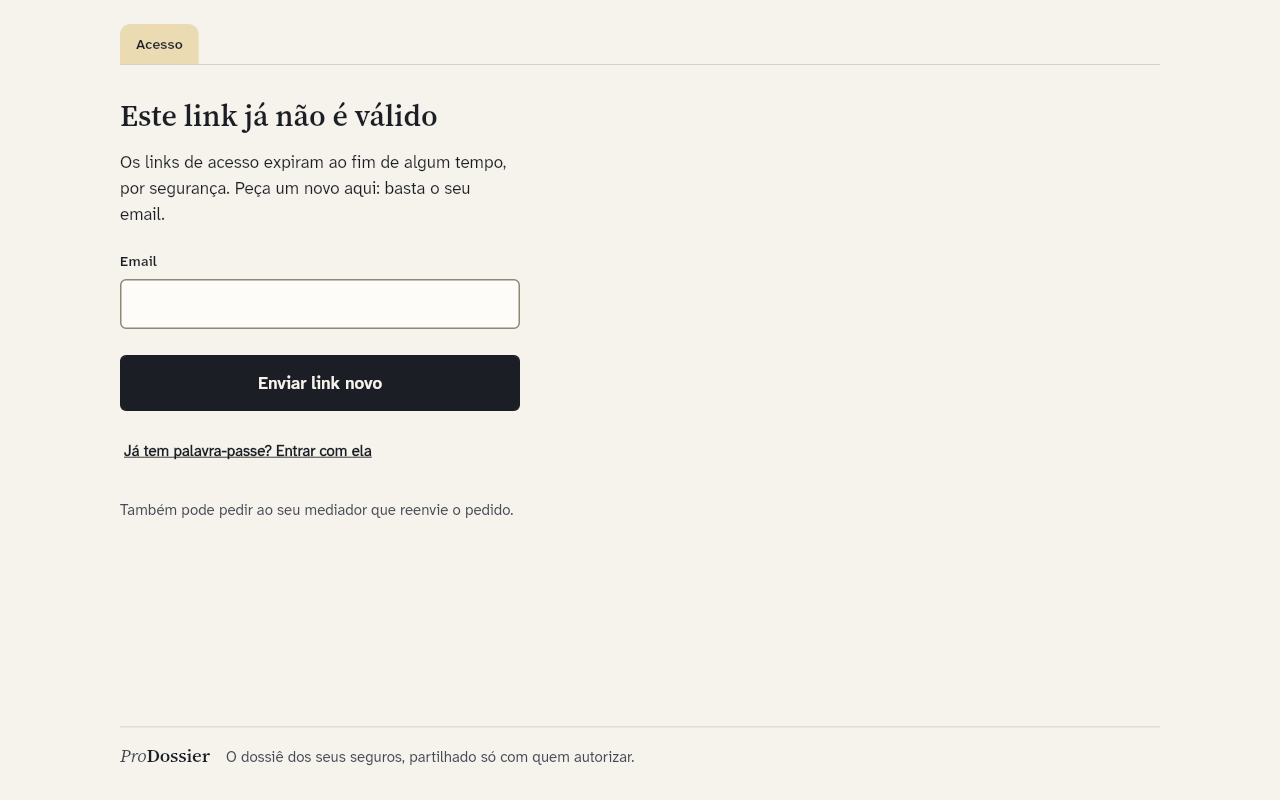 Acesso
Este link já não é válido
Os links de acesso expiram ao fim de algum tempo,
por segurança. Peça um novo aqui: basta o seu
email.
Email
Enviar link novo
Já tem palavra-passe? Entrar com ela
Também pode pedir ao seu mediador que reenvie o pedido.
ProDossier O dossiê dos seus seguros, partilhado só com quem autorizar.